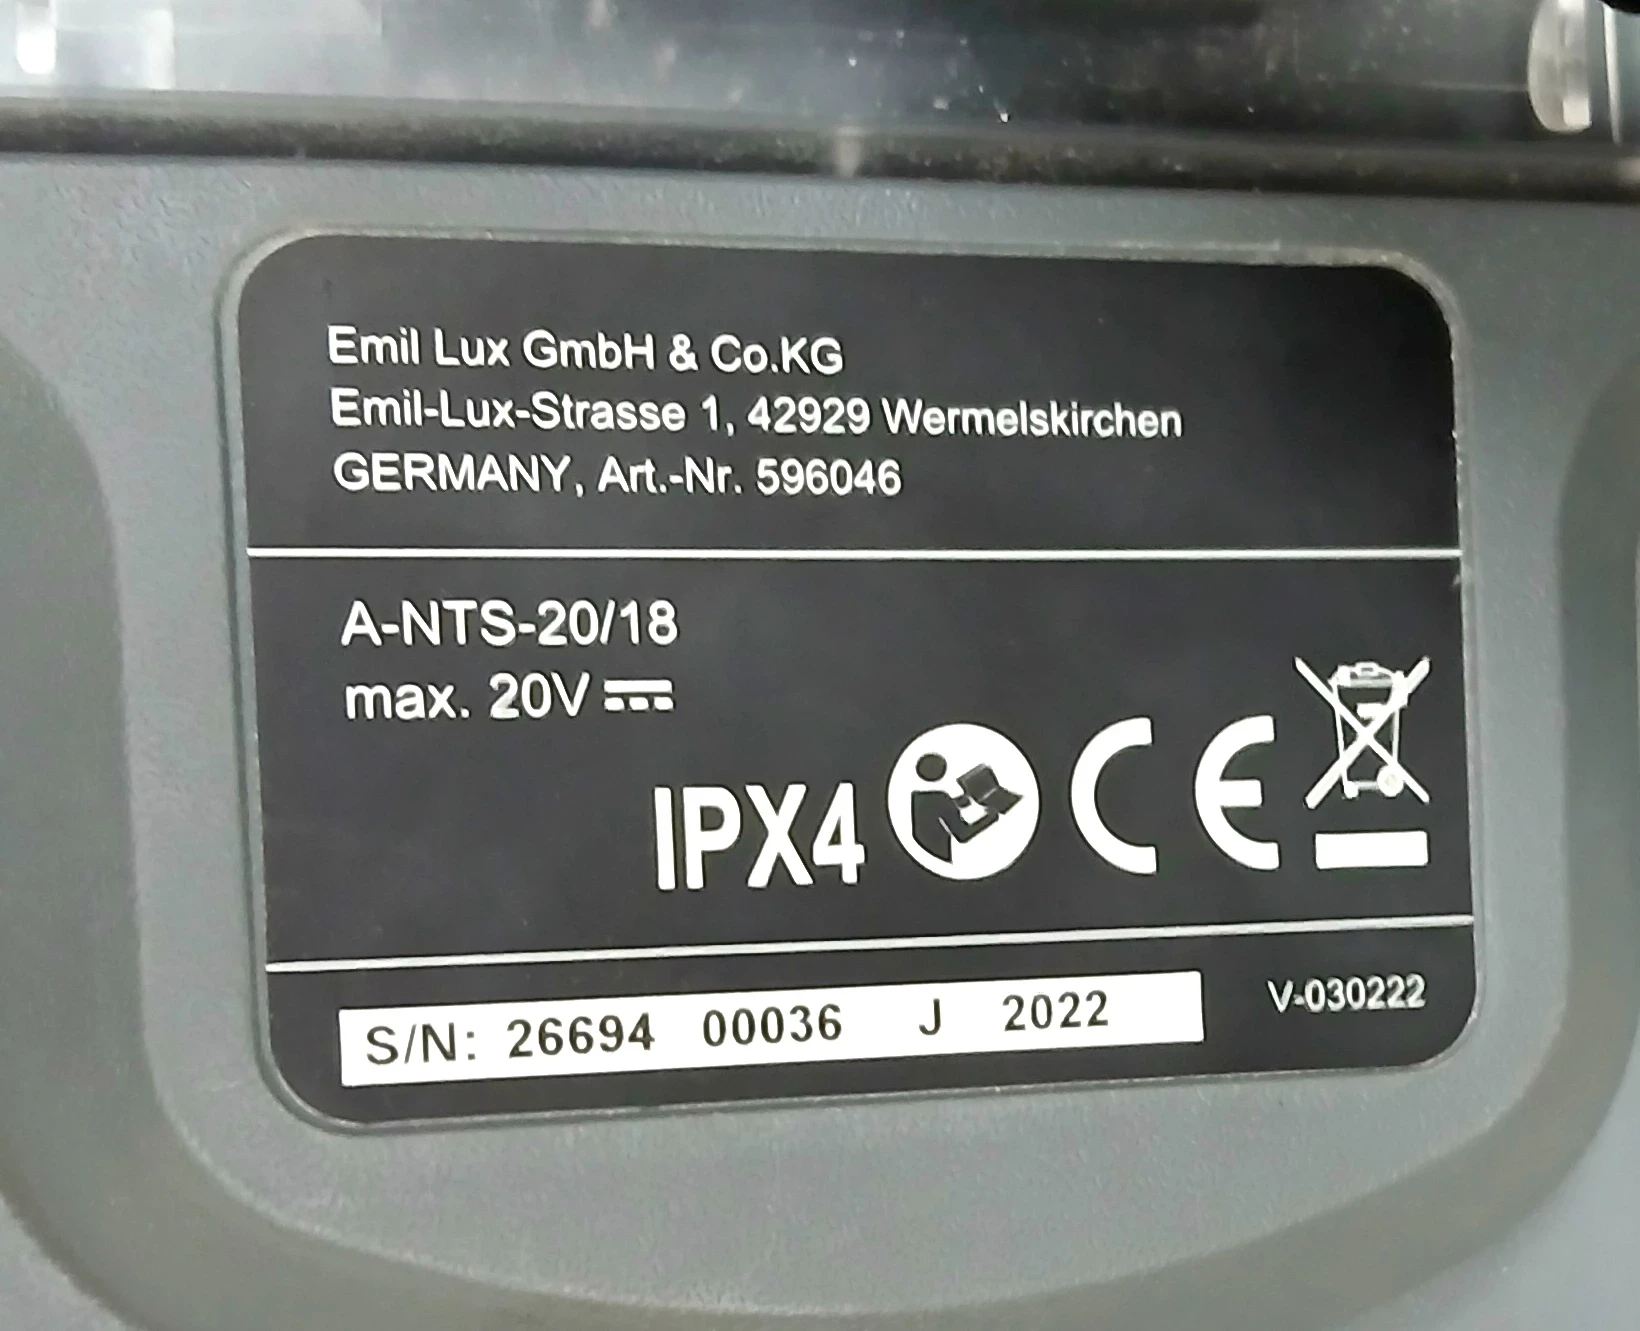 Emil Lux GmbH & Co.KG
Emil-Lux-Strasse 1, 42929 Wermelskirchen
GERMANY, Art.-Nr. 596046
A-NTS-20/18
max. 20V ⎓
IPX4 CE
S/N: 26694 00036 J 2022
V-030222